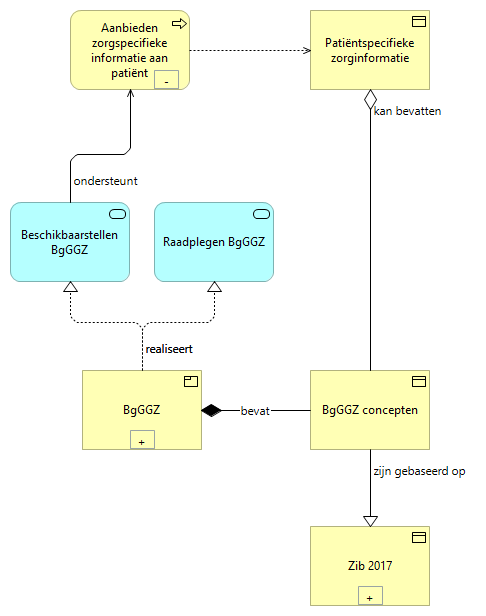 Aanbieden
zorgspecifieke
informatie aan
patiënt
-
Patiëntspecifieke
zorginformatie
kan bevatten
ondersteunt
Beschikbaarstellen
BgGGZ
Raadplegen BgGGZ
realiseert
BgGGZ
+
bevat
BgGGZ concepten
zijn gebaseerd op
Zib 2017
+